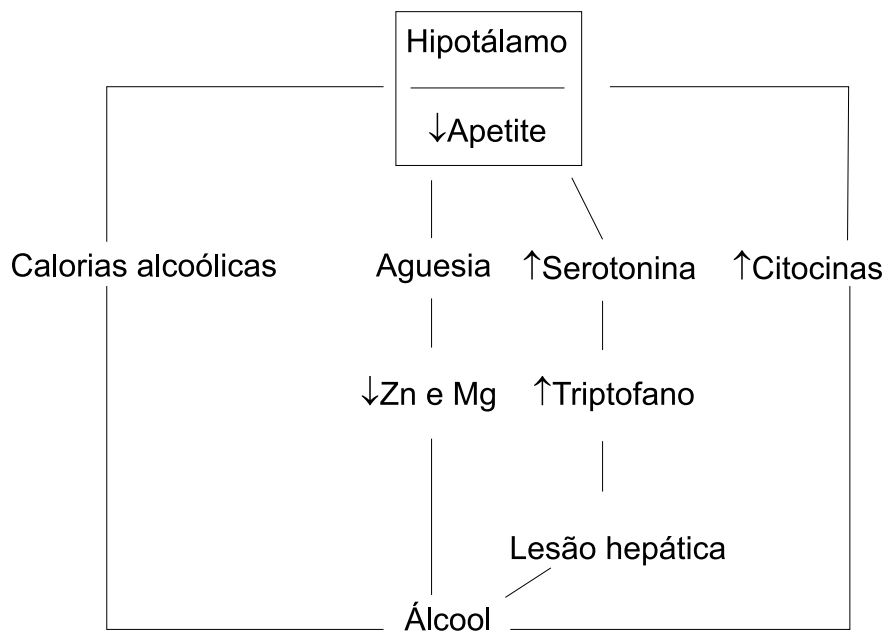 Hipotálamo
↓Apetite
Calorias alcoólicas
Aguesia
↑Serotonina
↑Citocinas
↓Zn e Mg
↑Triptofano
Lesão hepática
Álcool